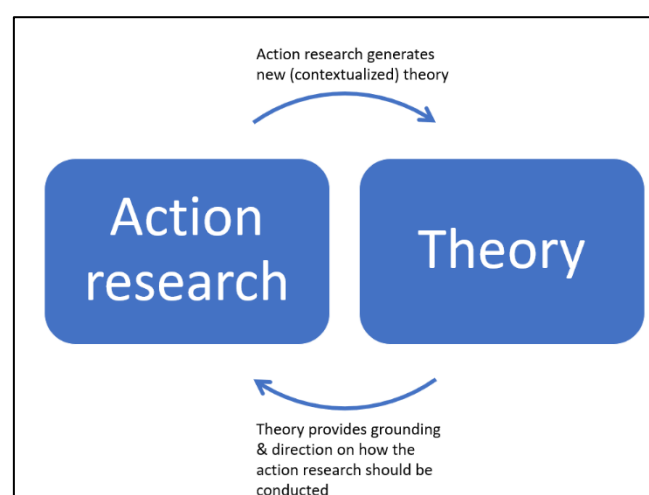 Action research generates
new (contextualized) theory
Action
research
Theory
Theory provides grounding
& direction on how the
action research should be
conducted